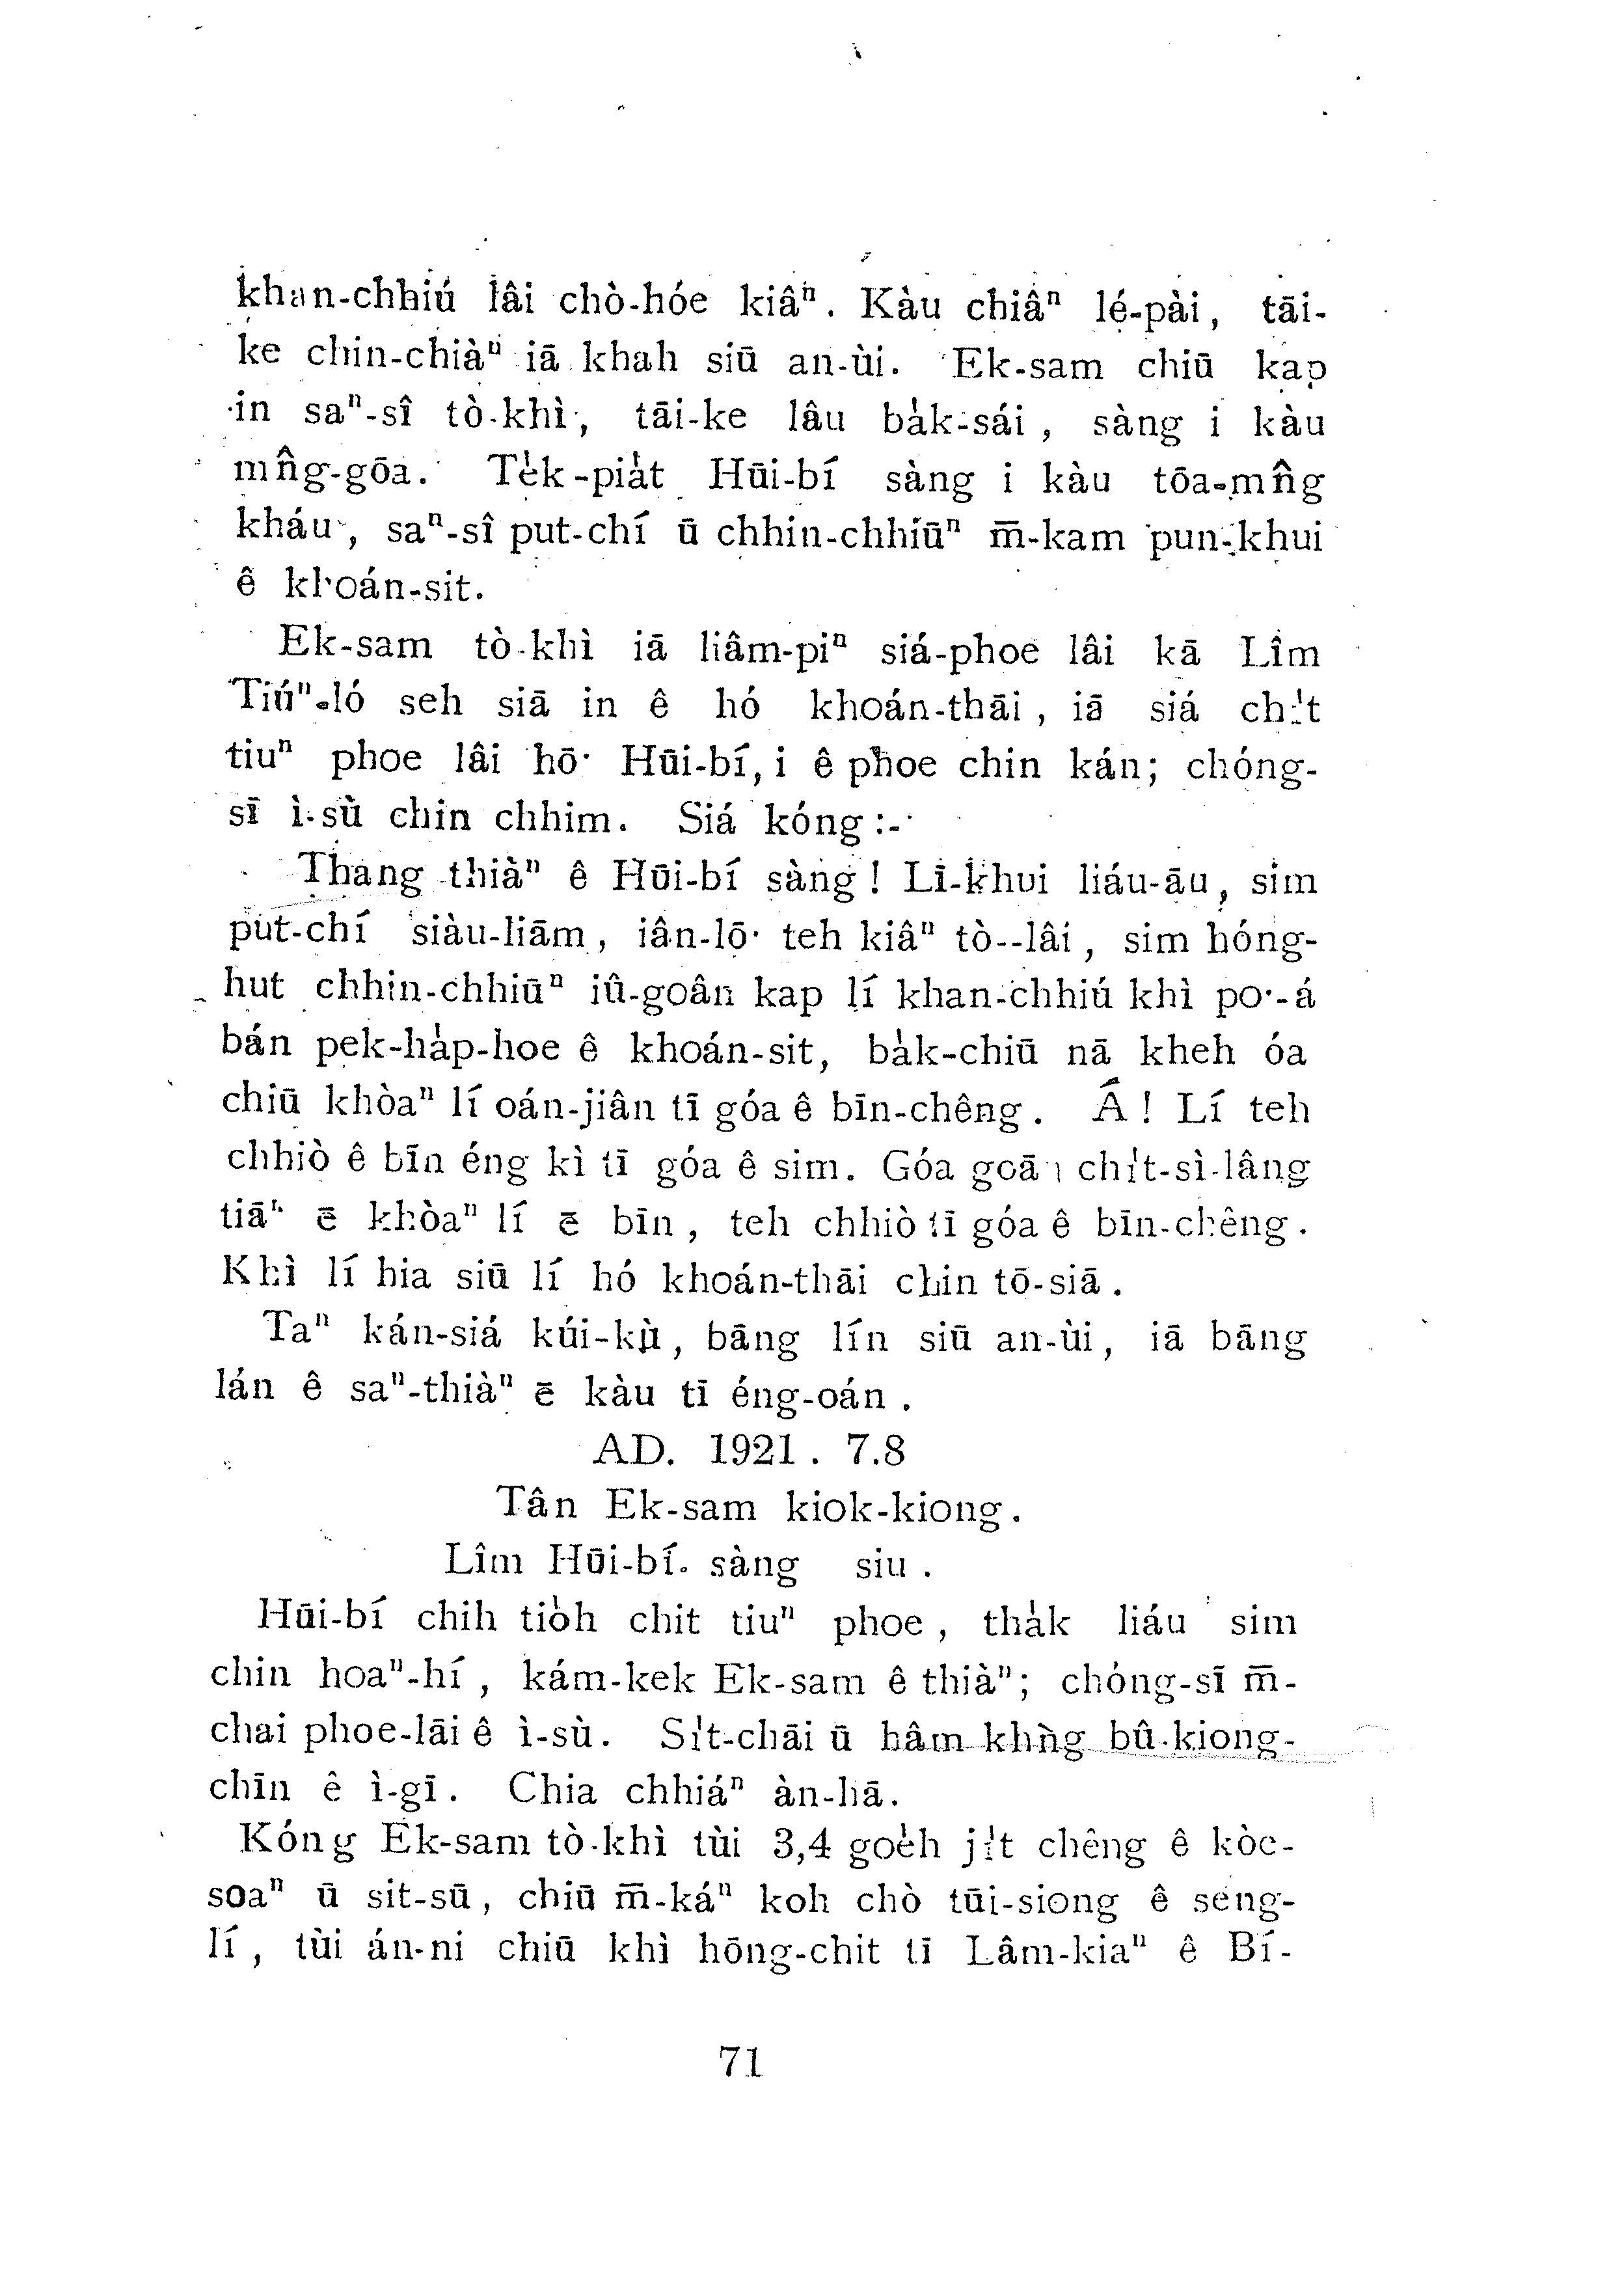 khan-chhiú lâi chò-hóe kiâⁿ. Kàu chiâⁿ lé-pài, tāi-
ke chin-chiàⁿ iā khah siū an-ùi. Ek-sam chiū kap
in saⁿ-sî tò-khì, tāi-ke lâu ba̍k-sái, sàng i kàu
mn̂g-gōa. Te̍k-pia̍t Hūi-bí sàng i kàu tōa-mn̂g
kháu, saⁿ-sî put-chí ū chhin-chhiūⁿ m̄-kam pun-khui
ê khoán-sit.
Ek-sam tò-khì iā liâm-piⁿ siá-phoe lâi kā Lîm
Tiúⁿ-ló seh siā in ê hó khoán-thāi, iā siá chi̍t
tiuⁿ phoe lâi hō͘ Hūi-bí, i ê phoe chin kán; chóng-
sī ì-sù chin chhim. Siá kóng:-
Thang thiàⁿ ê Hūi-bí sàng! Lī-khui liáu-āu, sim
put-chí siàu-liām, iân-lō͘ teh kiâⁿ tò--lâi, sim hóng-
hut chhin-chhiūⁿ iû-goân kap lí khan-chhiú khì po͘-á
bán pek-ha̍p-hoe ê khoán-sit, ba̍k-chiū nā kheh óa
chiū khòaⁿ lí oán-jiân tī góa ê bīn-chêng. Á! Lí teh
chhiò ê bīn éng kì tī góa ê sim. Góa goān chi̍t-sì-lâng
tiāⁿ ē khòaⁿ lí ē bīn, teh chhiò tī góa ê bīn-chêng.
Khì lí hia siū lí hó khoán-thāi chin tō-siā.
Taⁿ kán-siá kúi-kù, bāng lín siū an-ùi, iā bāng
lán ê saⁿ-thiàⁿ ē kàu tī éng-oán.
AD. 1921. 7.8
Tân Ek-sam kiok-kiong.
Lîm Hūi-bí. sàng siu.
Hūi-bí chih tio̍h chit tiuⁿ phoe, tha̍k liáu sim
chin hoaⁿ-hí, kám-kek Ek-sam ê thiàⁿ; chóng-sī m̄-
chai phoe-lāi ê ì-sù. Si̍t-chāi ū hâm khǹg bû-kiong-
chīn ê ì-gī. Chia chhiáⁿ àn-hā.
Kóng Ek-sam tò-khì tùi 3,4 goe̍h ji̍t chêng ê kòe-
soaⁿ ū sit-sū, chiū m̄-káⁿ koh chò tūi-siong ê seng-
lí, tùi án-ni chiū khì hōng-chit tī Lâm-kiaⁿ ê Bí-
71